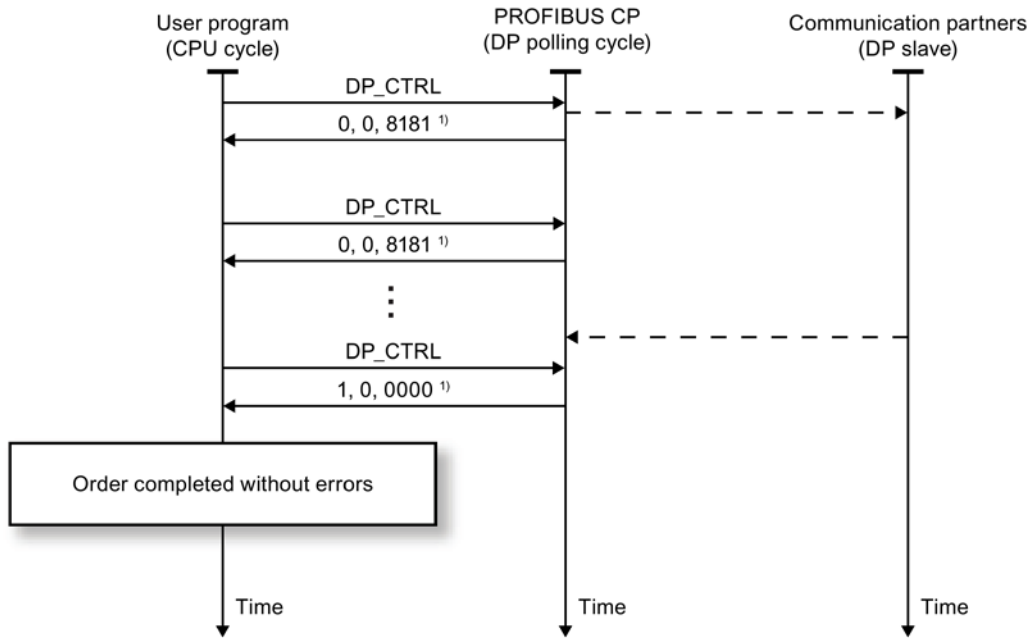 User program
(CPU cycle)
PROFIBUS CP
(DP polling cycle)
Communication partners
(DP slave)
DP_CTRL
0, 0, 8181 ¹⁾
DP_CTRL
0, 0, 8181 ¹⁾
DP_CTRL
1, 0, 0000 ¹⁾
Order completed without errors
Time
Time
Time